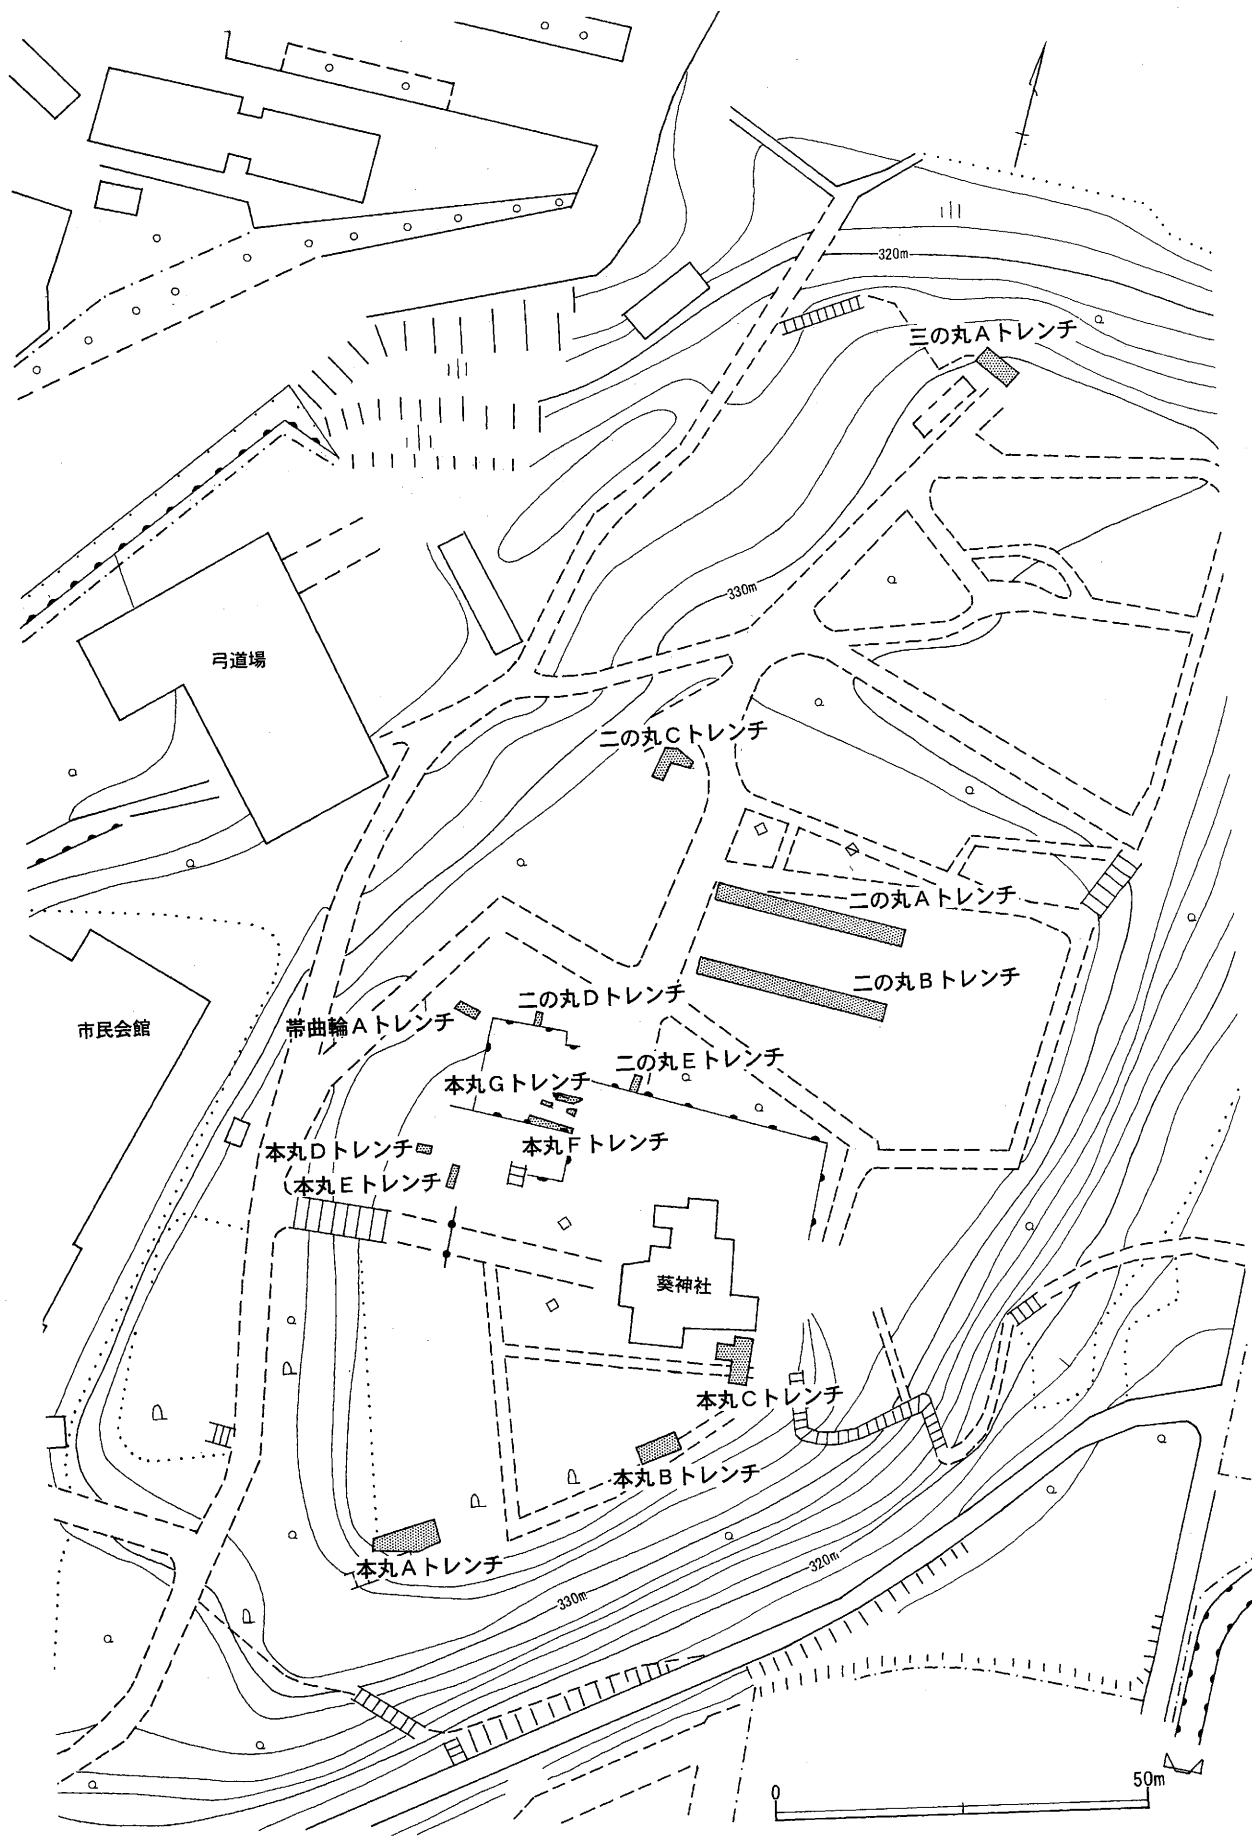 320m
三の丸Aトレンチ
330m
弓道場
二の丸Cトレンチ
二の丸Aトレンチ
二の丸Bトレンチ
二の丸Dトレンチ
帯曲輪Aトレンチ
市民会館
二の丸Eトレンチ
本丸Gトレンチ
本丸Fトレンチ
本丸Dトレンチ
本丸Eトレンチ
葵神社
本丸Cトレンチ
本丸Bトレンチ
本丸Aトレンチ
320m
330m
0
50m